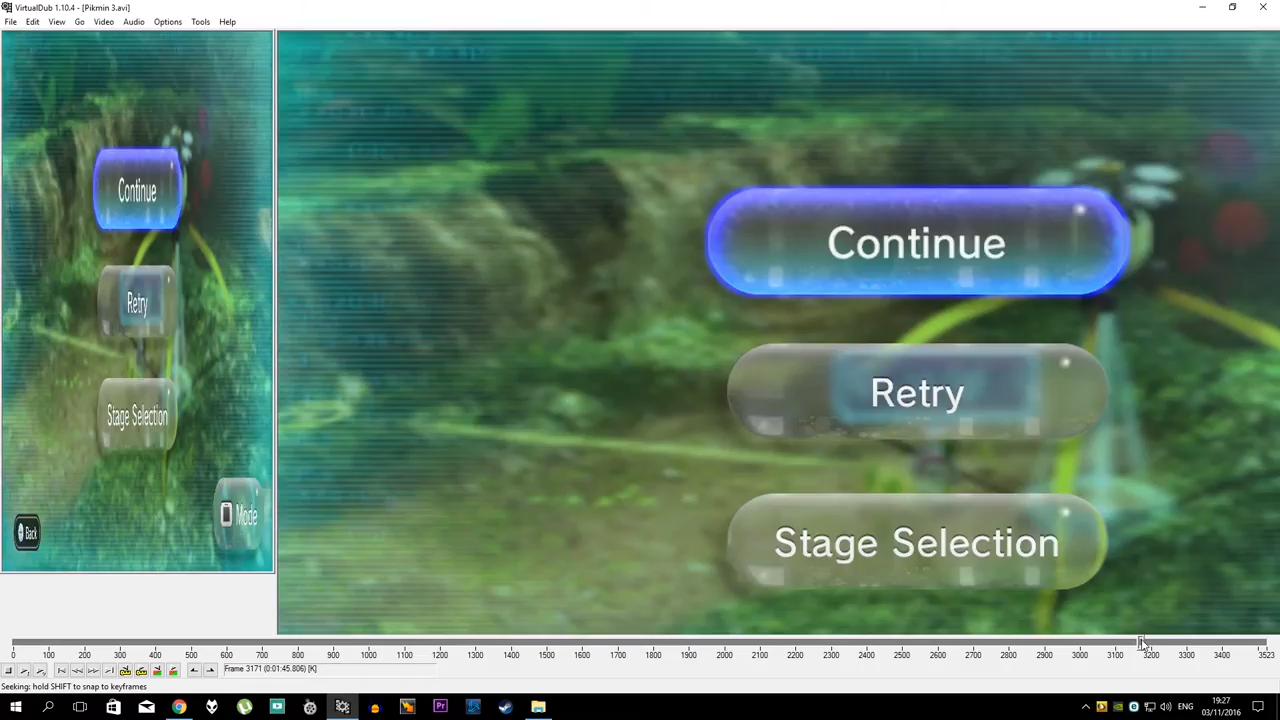 VirtualDub 1.10.4 - [Pikmin 3.avi]
File Edit View Go Video Audio Options Tools Help
Continue
Retry
Stage Selection
Mode
Back
Continue
Retry
Stage Selection
0 100 200 300 400 500 600 700 800 900 1000 1100 1200 1300 1400 1500 1600 1700 1800 1900 2000 2100 2200 2300 2400 2500 2600 2700 2800 2900 3000 3100 3200 3300 3400 3523
Frame 3171 (0:01:45.806) [K]
Seeking: hold SHIFT to snap to keyframes
Pr
ENG
19:27
03/11/2016